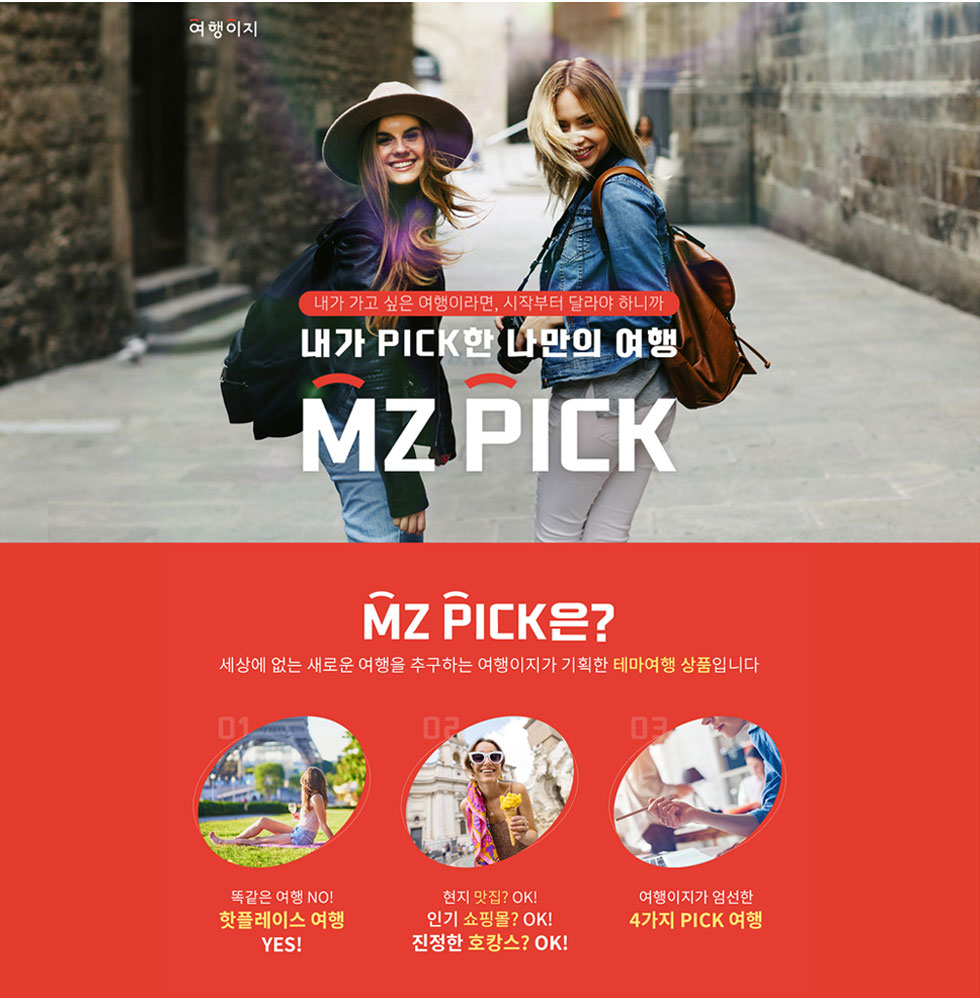 여행이지
내가 가고 싶은 여행이라면, 시작부터 달라야 하니까
내가 PICK한 나만의 여행
MZ PICK
MZ PICK은?
세상에 없는 새로운 여행을 추구하는 여행이지가 기획한 테마여행 상품입니다
01
똑같은 여행 NO!
핫플레이스 여행
YES!
02
현지 맛집? OK!
인기 쇼핑몰? OK!
진정한 호캉스? OK!
03
여행이지가 엄선한
4가지 PICK 여행